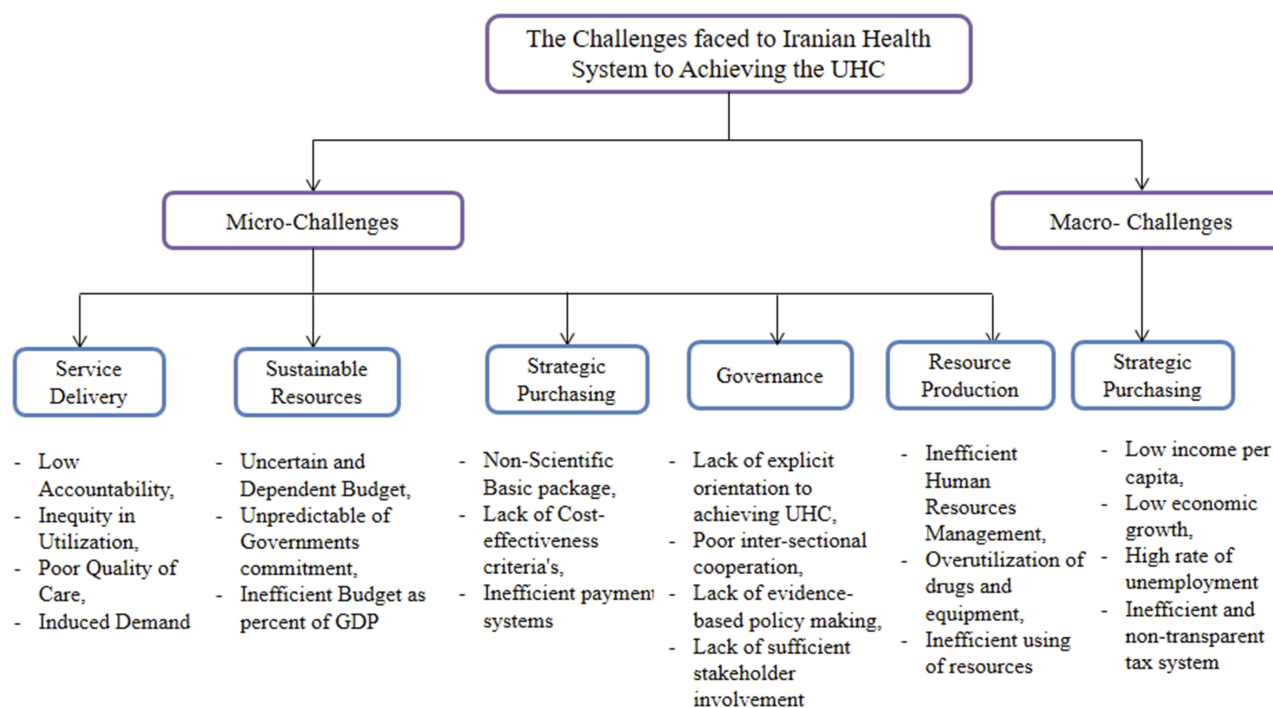 The Challenges faced to Iranian Health
System to Achieving the UHC
Micro-Challenges
Macro- Challenges
Service
Delivery
Sustainable
Resources
Strategic
Purchasing
Governance
Resource
Production
Strategic
Purchasing
- Low
Accountability,
- Inequity in
Utilization,
- Poor Quality of
Care,
- Induced Demand
- Uncertain and
Dependent Budget,
- Unpredictable of
Governments
commitment,
- Inefficient Budget as
percent of GDP
- Non-Scientific
Basic package,
- Lack of Cost-
effectiveness
criteria's,
- Inefficient payment
systems
- Lack of explicit
orientation to
achieving UHC,
- Poor inter-sectional
cooperation,
- Lack of evidence-
based policy making,
- Lack of sufficient
stakeholder
involvement
- Inefficient
Human
Resources
Management,
- Overutilization of
drugs and
equipment,
- Inefficient using
of resources
- Low income per
capita,
- Low economic
growth,
- High rate of
unemployment
- Inefficient and
non-transparent
tax system